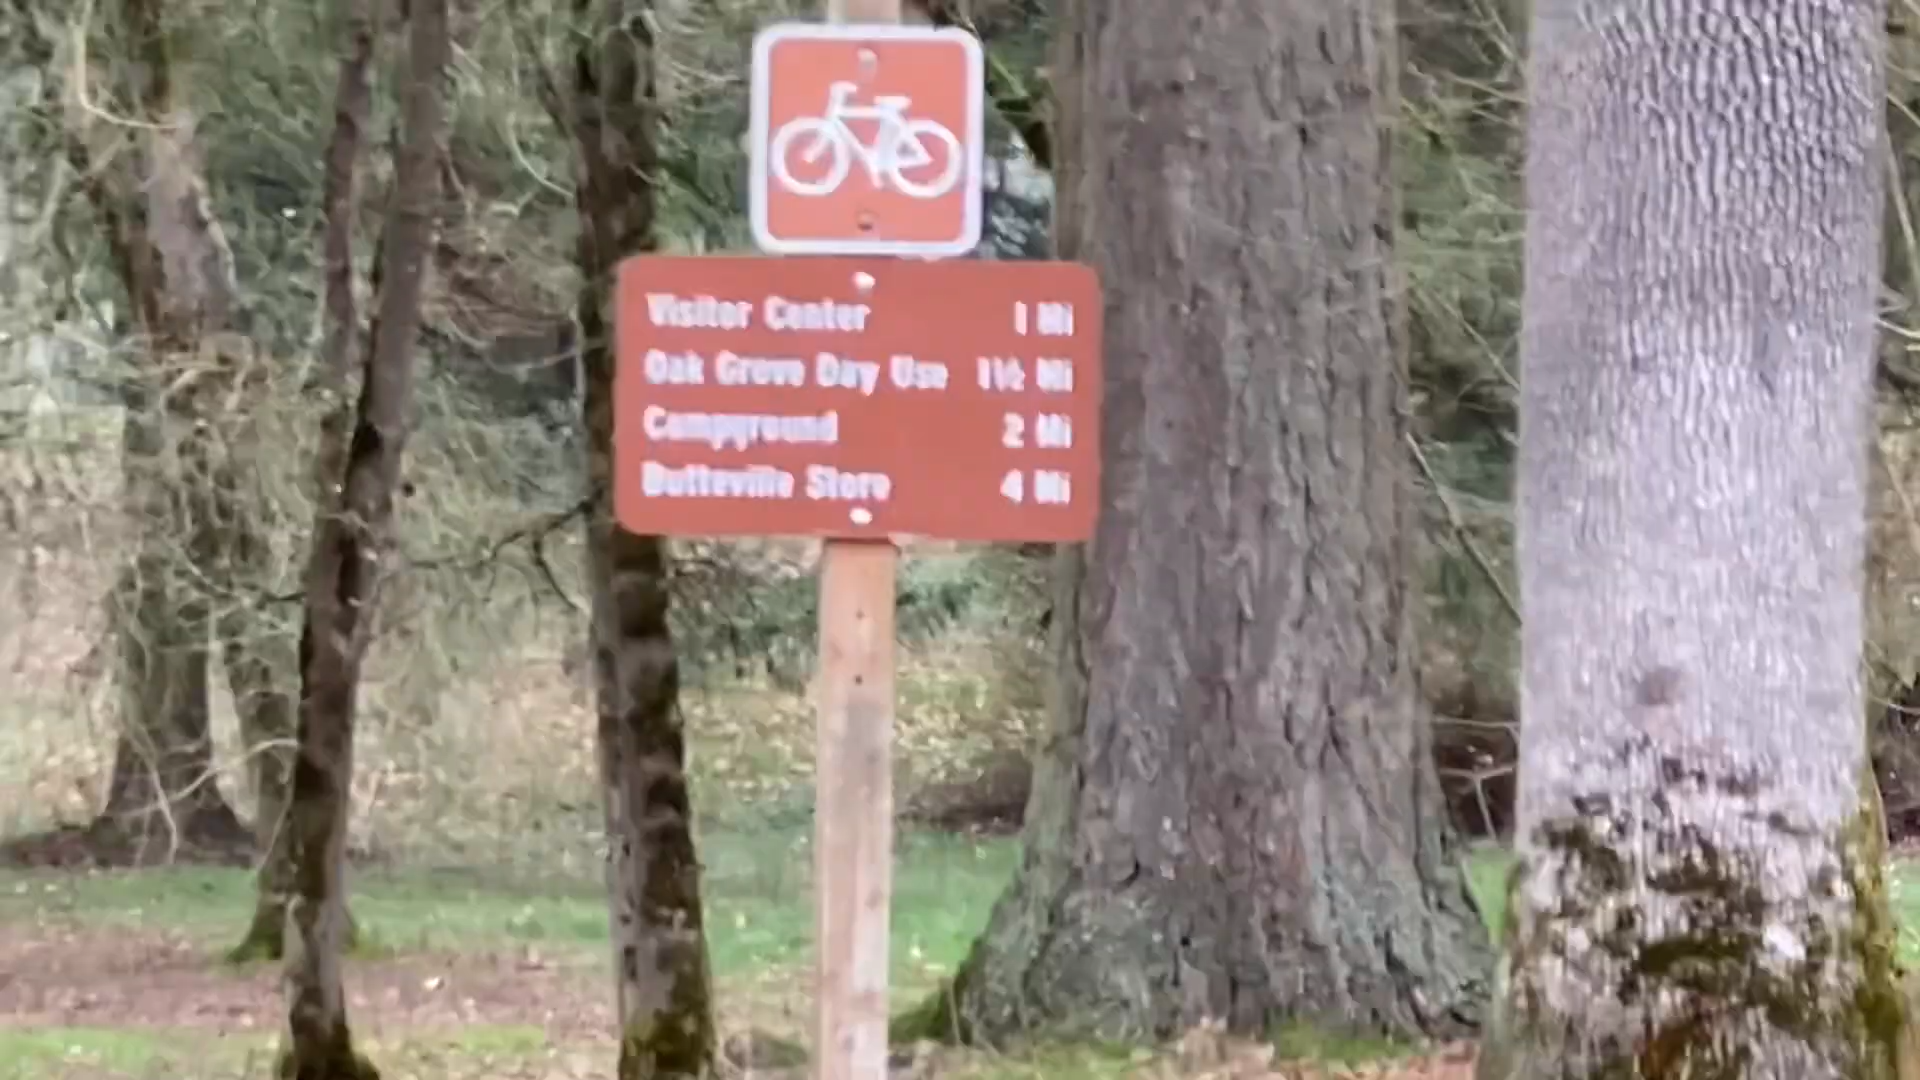 Visitor Center 1 Mi
Oak Grove Day Use 1½ Mi
Campground 2 Mi
Butteville Store 4 Mi